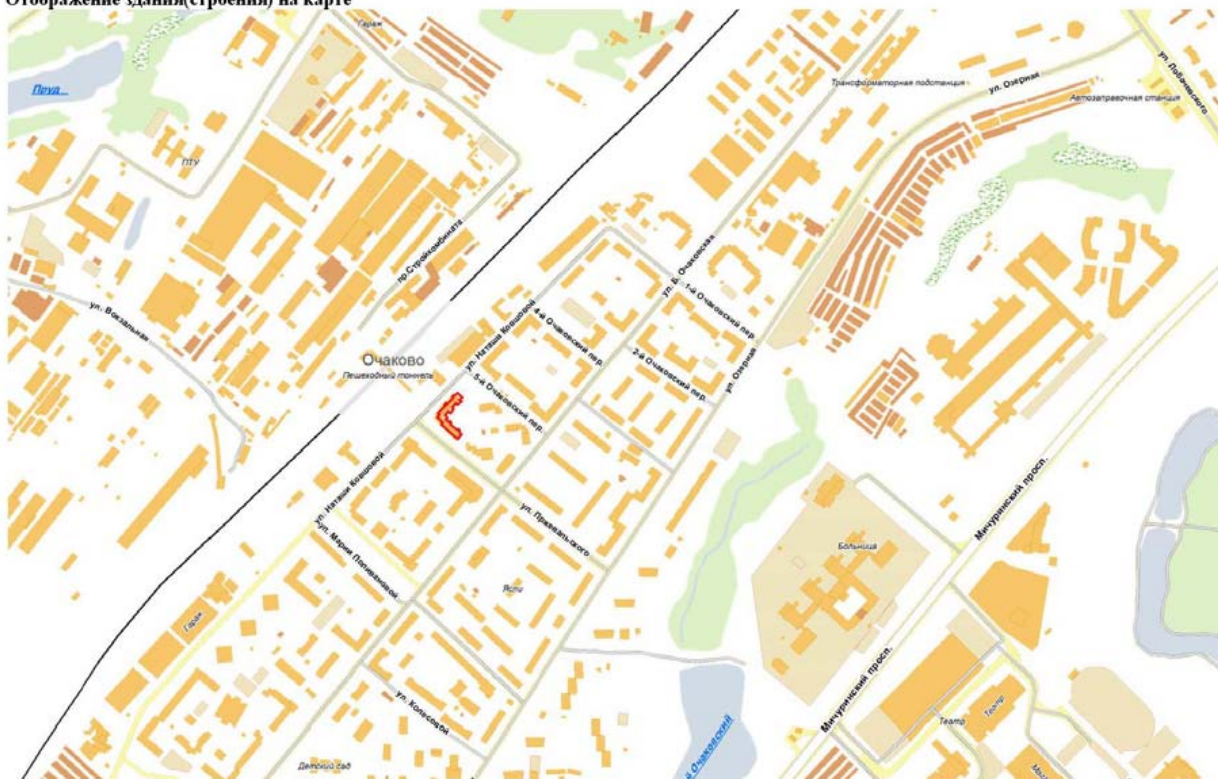 Отображение здания(строения) на карте
Гараж
Пруд
ПТУ
Трансформаторная подстанция
ул. Озерная
ул. Лобачевского
Автозаправочная станция
пр.Стройкомбината
ул. Вокзальная
ул. Б. Очаковская
1-й Очаковский пер.
ул. Наташи Ковшовой
4-й Очаковский пер.
2-й Очаковский пер.
ул. Озерная
Очаково
Пешеходный тоннель
5-й Очаковский пер.
ул. Наташи Ковшовой
ул. Пржевальского
Мичуринский просп.
ул. Марии Поливановой
Больница
Ясли
Гараж
Мичуринский просп.
ул. Колесовой
й Очаковский
Театр
Театр
Детский сад